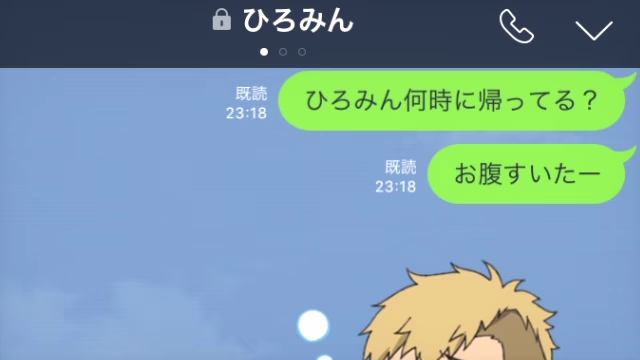 ひろみん
既読
23:18
ひろみん何時に帰ってる？
既読
23:18
お腹すいたー